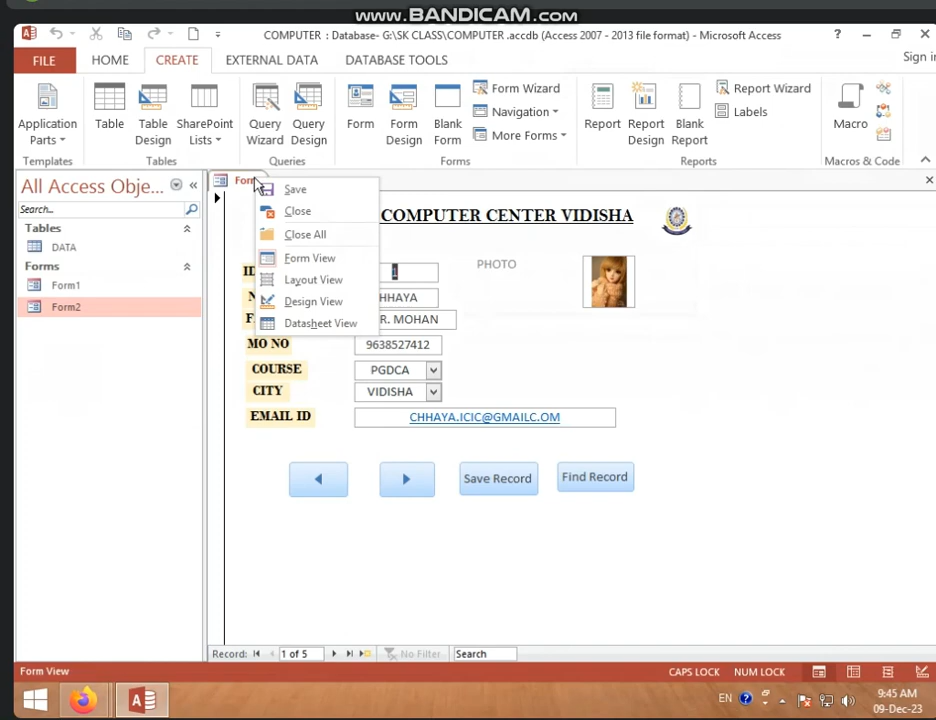 www.BANDICAM.com
COMPUTER : Database- G:\SK CLASS\COMPUTER .accdb (Access 2007 - 2013 file format) - Microsoft Access
?
FILE HOME CREATE EXTERNAL DATA DATABASE TOOLS Sign i
Application Parts
Table
Table Design
SharePoint Lists
Query Wizard
Query Design
Form
Form Design
Blank Form
Form Wizard
Navigation
More Forms
Report
Report Design
Blank Report
Report Wizard
Labels
Macro
Templates Tables Queries Forms Reports Macros & Code
All Access Obje...
Search...
Tables
DATA
Forms
Form1
Form2
For
Save
Close
Close All
Form View
Layout View
Design View
Datasheet View
COMPUTER CENTER VIDISHA
ID 1
PHOTO
N HHAYA
F R. MOHAN
MO NO 9638527412
COURSE PGDCA
CITY VIDISHA
EMAIL ID CHHAYA.ICIC@GMAILC.OM
Save Record Find Record
Record: 1 of 5 No Filter Search
Form View CAPS LOCK NUM LOCK
EN ? 9:45 AM
09-Dec-23